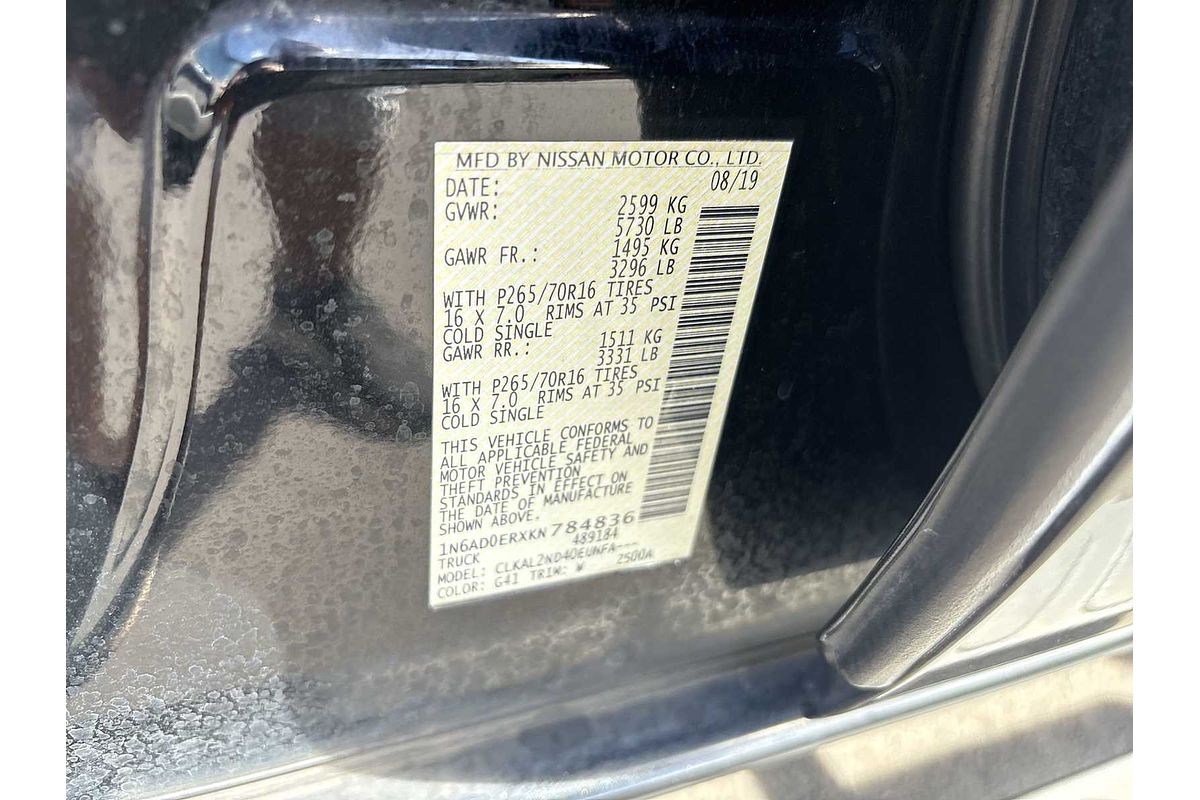 MFD BY NISSAN MOTOR CO., LTD.
DATE: 08/19
GVWR: 2599 KG
5730 LB
GAWR FR.: 1495 KG
3296 LB
WITH P265/70R16 TIRES
16 X 7.0 RIMS AT 35 PSI
COLD SINGLE
GAWR RR.: 1511 KG
3331 LB
WITH P265/70R16 TIRES
16 X 7.0 RIMS AT 35 PSI
COLD SINGLE
THIS VEHICLE CONFORMS TO
ALL APPLICABLE FEDERAL
MOTOR VEHICLE SAFETY AND
THEFT PREVENTION
STANDARDS IN EFFECT ON
THE DATE OF MANUFACTURE
SHOWN ABOVE.
1N6AD0ERXKN784836
TRUCK 489184
MODEL: CLKAL2ND40EUNFA---
COLOR: G41 TRIM: W 2500A